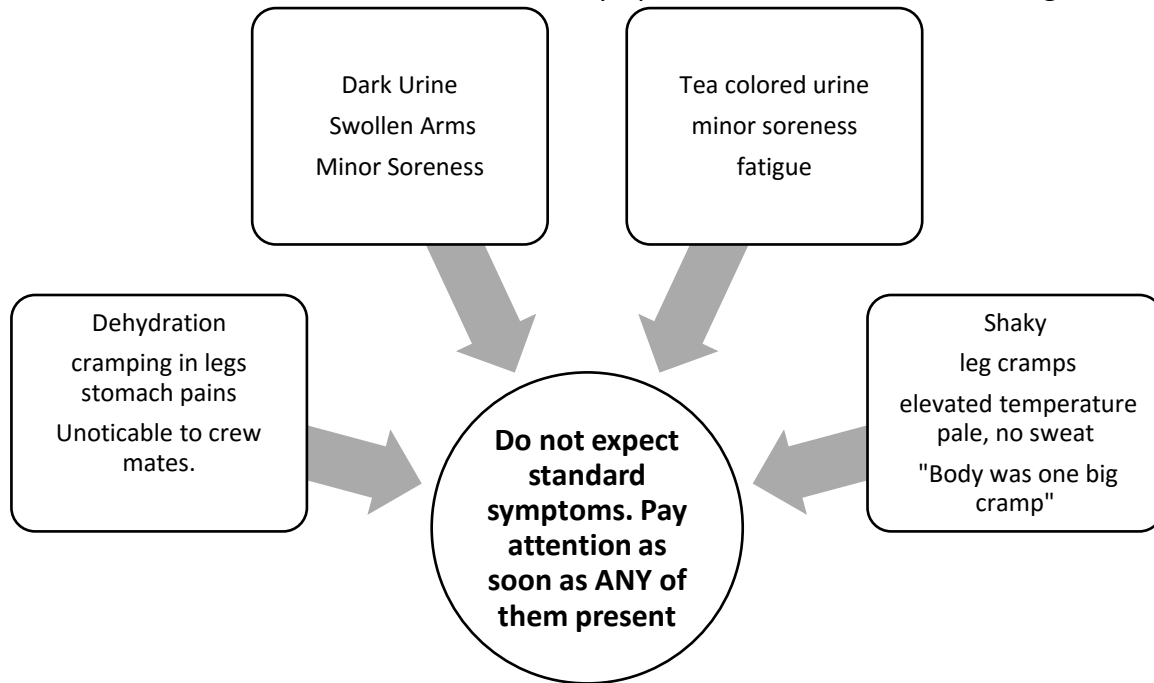 Dark Urine
Swollen Arms
Minor Soreness
Tea colored urine
minor soreness
fatigue
Dehydration
cramping in legs
stomach pains
Unoticable to crew
mates.
Shaky
leg cramps
elevated temperature
pale, no sweat
"Body was one big
cramp"
Do not expect
standard
symptoms. Pay
attention as
soon as ANY of
them present